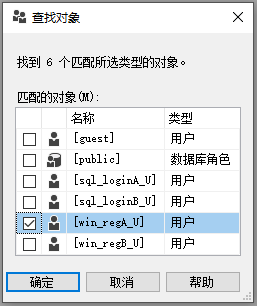 查找对象
找到 6 个匹配所选类型的对象。
匹配的对象(M):
名称 类型
[guest] 用户
[public] 数据库角色
[sql_loginA_U] 用户
[sql_loginB_U] 用户
[win_regA_U] 用户
[win_regB_U] 用户
确定 取消 帮助